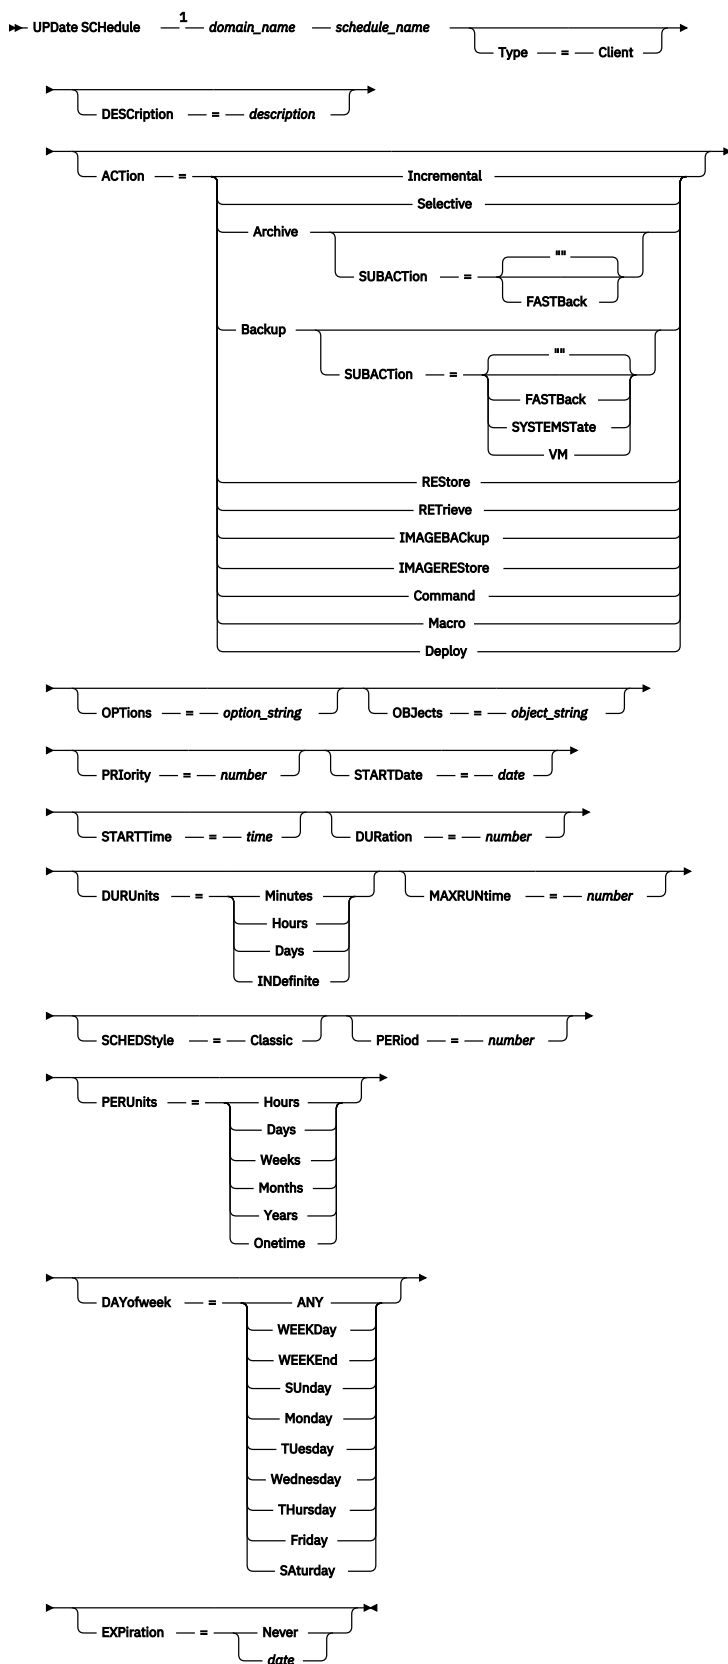 UPDate SCHedule 1 domain_name schedule_name
Type = Client
DESCription = description
ACTion = Incremental
Selective
Archive
""
SUBACTion =
FASTBack
Backup
""
SUBACTion =
FASTBack
SYSTEMSTate
VM
REStore
RETrieve
IMAGEBACkup
IMAGEREStore
Command
Macro
Deploy
OPTions = option_string OBJects = object_string
PRIority = number STARTDate = date
STARTTime = time DURation = number
DURUnits = Minutes MAXRUNtime = number
Hours
Days
INDefinite
SCHEDStyle = Classic PERiod = number
PERUnits = Hours
Days
Weeks
Months
Years
Onetime
DAYofweek = ANY
WEEKDay
WEEKEnd
SUnday
Monday
TUesday
Wednesday
THursday
Friday
SAturday
EXPiration = Never
date